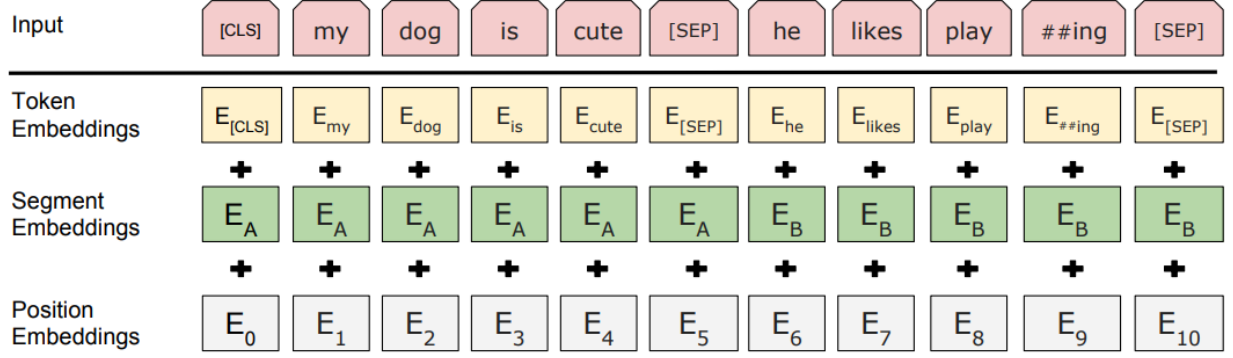 Input [CLS] my dog is cute [SEP] he likes play ##ing [SEP]
Token Embeddings E[CLS] Emy Edog Eis Ecute E[SEP] Ehe Elikes Eplay E##ing E[SEP]
+ + + + + + + + + + +
Segment Embeddings EA EA EA EA EA EA EB EB EB EB EB
+ + + + + + + + + + +
Position Embeddings E0 E1 E2 E3 E4 E5 E6 E7 E8 E9 E10